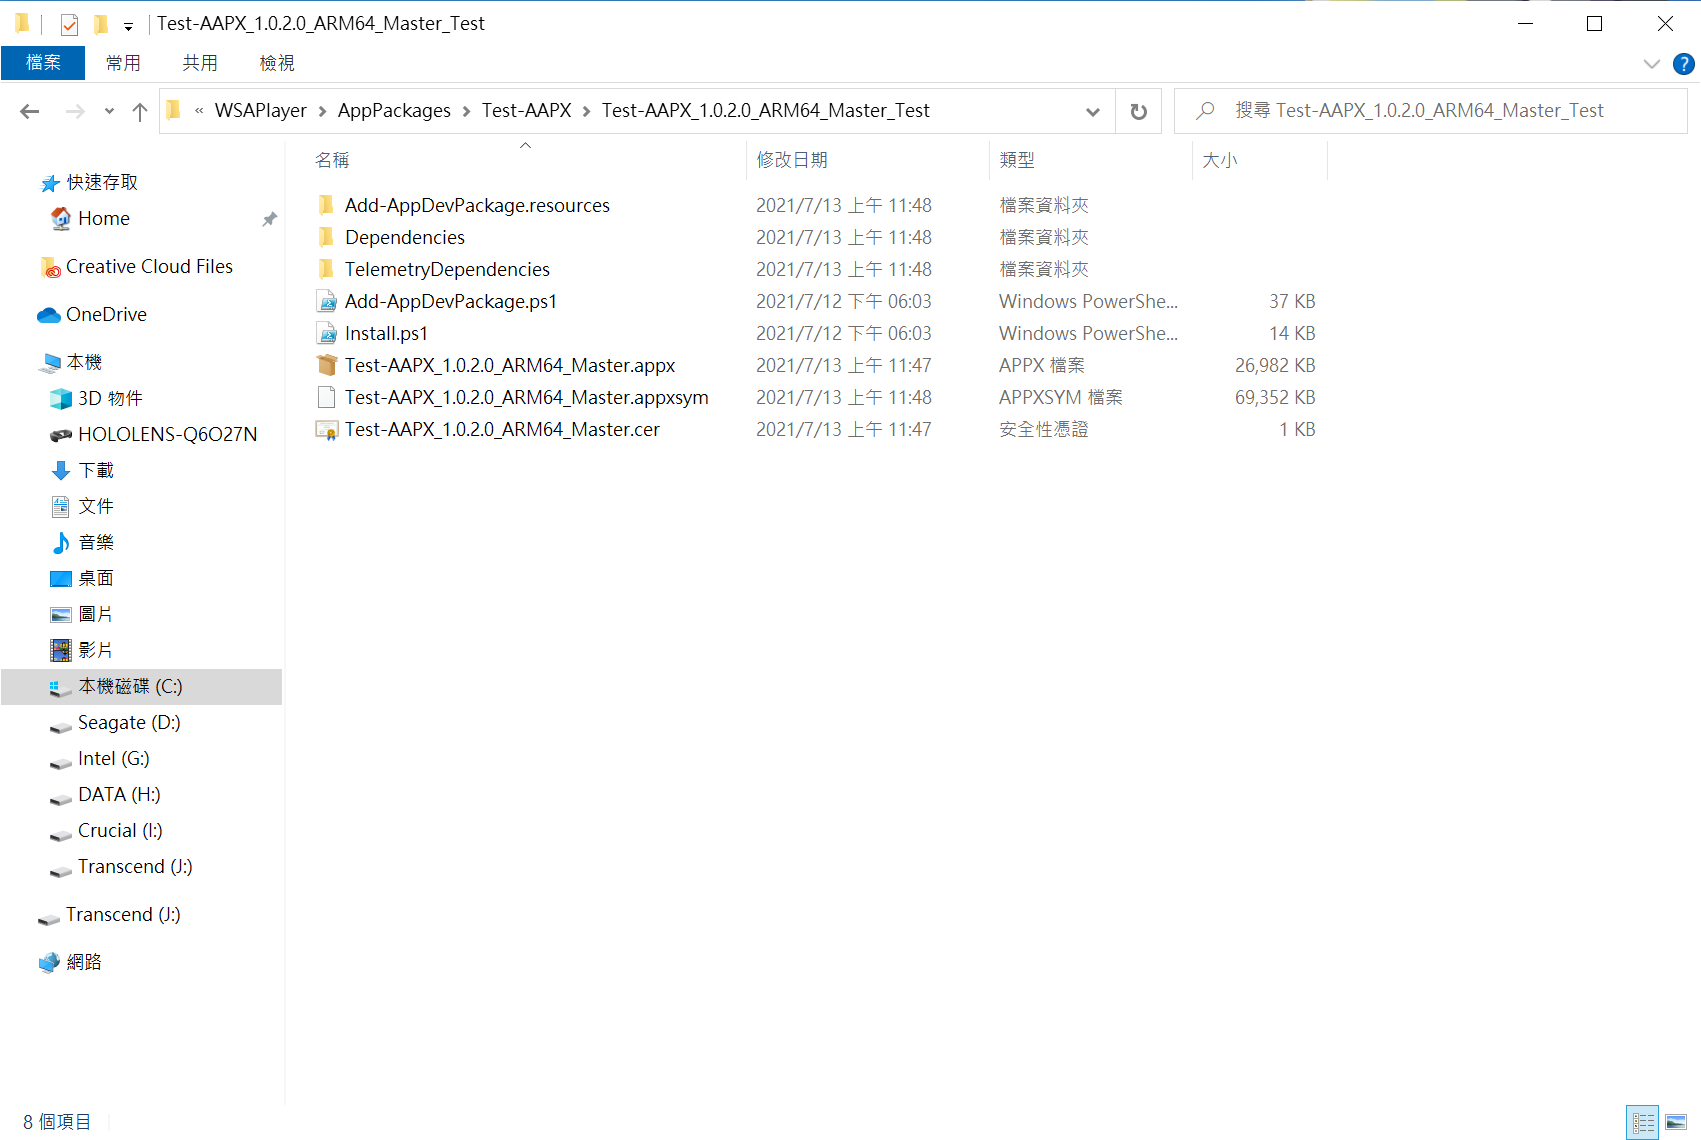 Test-AAPX_1.0.2.0_ARM64_Master_Test
檔案 常用 共用 檢視
« WSAPlayer › AppPackages › Test-AAPX › Test-AAPX_1.0.2.0_ARM64_Master_Test
搜尋 Test-AAPX_1.0.2.0_ARM64_Master_Test
快速存取
Home
Creative Cloud Files
OneDrive
本機
3D 物件
HOLOLENS-Q6O27N
下載
文件
音樂
桌面
圖片
影片
本機磁碟 (C:)
Seagate (D:)
Intel (G:)
DATA (H:)
Crucial (I:)
Transcend (J:)
Transcend (J:)
網路
名稱 修改日期 類型 大小
Add-AppDevPackage.resources 2021/7/13 上午 11:48 檔案資料夾
Dependencies 2021/7/13 上午 11:48 檔案資料夾
TelemetryDependencies 2021/7/13 上午 11:48 檔案資料夾
Add-AppDevPackage.ps1 2021/7/12 下午 06:03 Windows PowerShe... 37 KB
Install.ps1 2021/7/12 下午 06:03 Windows PowerShe... 14 KB
Test-AAPX_1.0.2.0_ARM64_Master.appx 2021/7/13 上午 11:47 APPX 檔案 26,982 KB
Test-AAPX_1.0.2.0_ARM64_Master.appxsym 2021/7/13 上午 11:48 APPXSYM 檔案 69,352 KB
Test-AAPX_1.0.2.0_ARM64_Master.cer 2021/7/13 上午 11:47 安全性憑證 1 KB
8 個項目